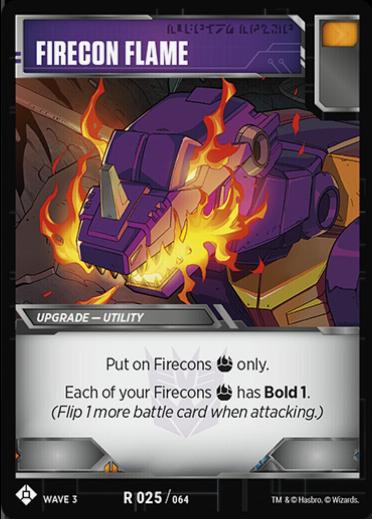 FIRECON FLAME
UPGRADE — UTILITY
Put on Firecons only.
Each of your Firecons has Bold 1.
(Flip 1 more battle card when attacking.)
WAVE 3 R 025/064 TM & © Hasbro. © Wizards.